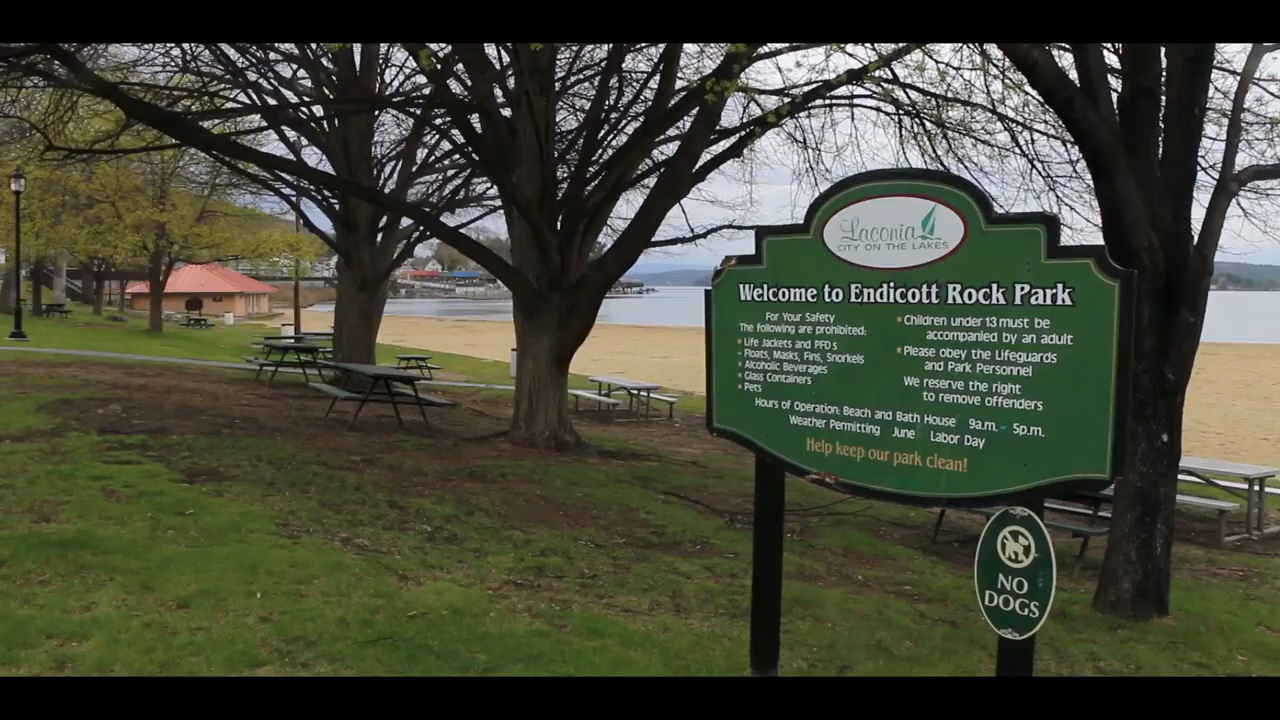 Laconia
CITY ON THE LAKES
Welcome to Endicott Rock Park
For Your Safety
The following are prohibited:
Life Jackets and PFD s
Floats, Masks, Fins, Snorkels
Alcoholic Beverages
Glass Containers
Pets
Children under 13 must be
accompanied by an adult
Please obey the Lifeguards
and Park Personnel
We reserve the right
to remove offenders
Hours of Operation: Beach and Bath House 9a.m. - 5p.m.
Weather Permitting June Labor Day
Help keep our park clean!
NO
DOGS